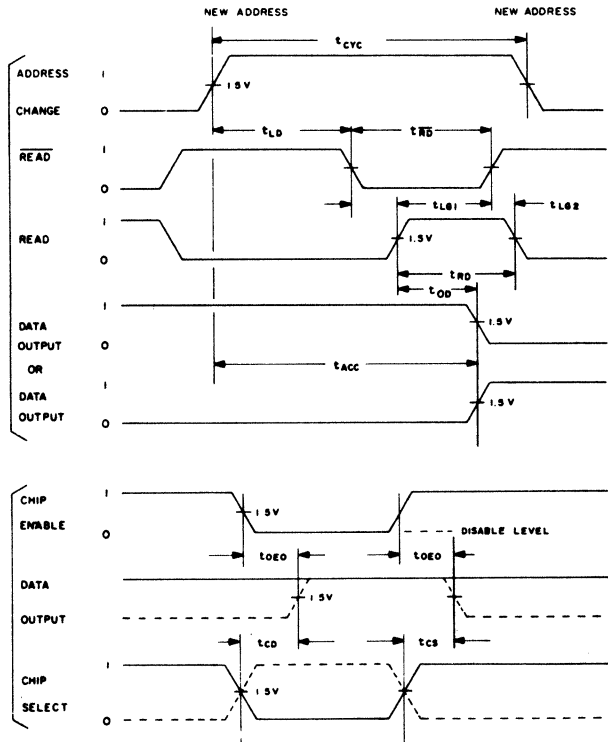 NEW ADDRESS NEW ADDRESS
tCYC
ADDRESS 1
1.5V
CHANGE 0
tLD tRD
READ 1
0
tLG1 tLG2
READ 1
1.5V
0
tRD
tOD
1
DATA 1.5V
OUTPUT 0
OR tACC
1
DATA 1.5V
OUTPUT 0
CHIP 1
1.5V
ENABLE 0 DISABLE LEVEL
tOEO tOEO
DATA
1.5V
OUTPUT
tCD tCS
CHIP 1
1.5V
SELECT 0